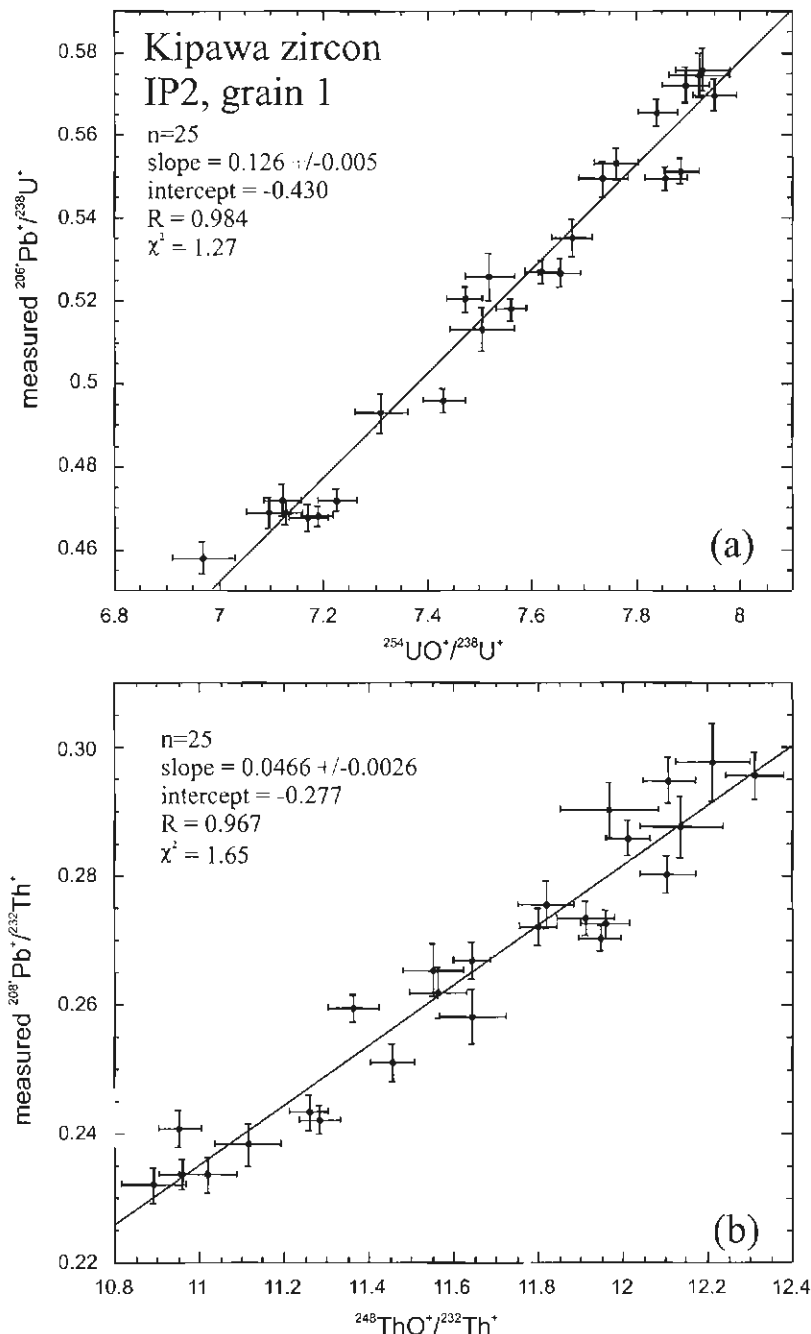 Kipawa zircon
IP2, grain 1
n=25
slope = 0.126 +/-0.005
intercept = -0.430
R = 0.984
χ² = 1.27
(a)
measured ²⁰⁶*Pb⁺/²³⁸U⁺
0.58
0.56
0.54
0.52
0.5
0.48
0.46
6.8 7 7.2 7.4 7.6 7.8 8
²⁵⁴UO⁺/²³⁸U⁺
n=25
slope = 0.0466 +/-0.0026
intercept = -0.277
R = 0.967
χ² = 1.65
(b)
measured ²⁰⁸*Pb⁺/²³²Th⁺
0.30
0.28
0.26
0.24
0.22
10.8 11 11.2 11.4 11.6 11.8 12 12.2 12.4
²⁴⁸ThO⁺/²³²Th⁺